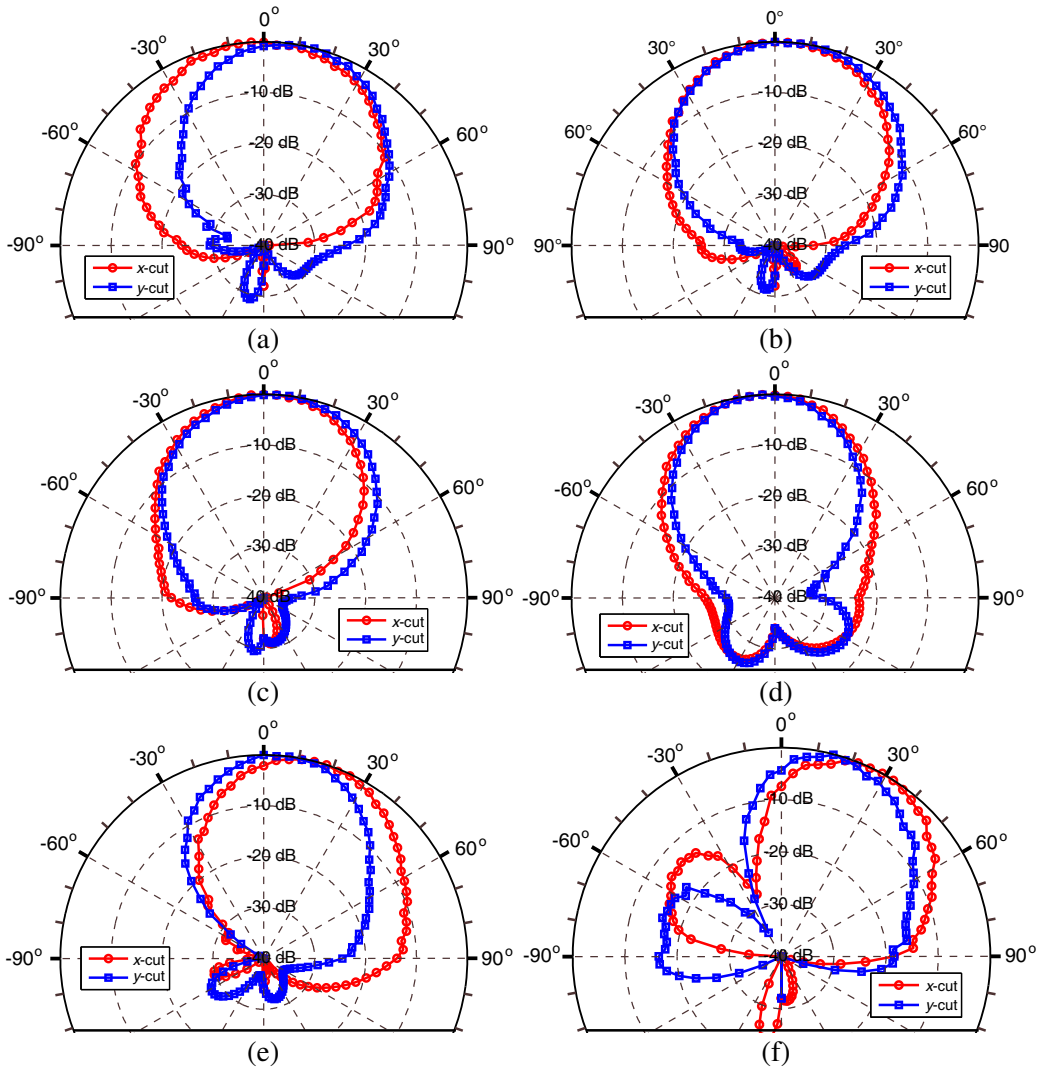 0°
-30°
30°
-60°
60°
-90°
90°
-10 dB
-20 dB
-30 dB
-40 dB
x-cut
y-cut
(a)
0°
-30°
30°
60°
60°
90°
90
-10 dB
-20 dB
-30 dB
-40 dB
x-cut
y-cut
(b)
0°
-30°
30°
-60°
60°
-90°
90°
-10 dB
-20 dB
-30 dB
-40 dB
x-cut
y-cut
(c)
0°
-30°
30°
-60°
60°
-90°
90°
-10 dB
-20 dB
-30 dB
-40 dB
x-cut
y-cut
(d)
0°
-30°
30°
-60°
60°
-90°
90°
-10 dB
-20 dB
-30 dB
-40 dB
x-cut
y-cut
(e)
0°
-30°
30°
-60°
60°
-90°
90°
-10 dB
-20 dB
-30 dB
-40 dB
x-cut
y-cut
(f)